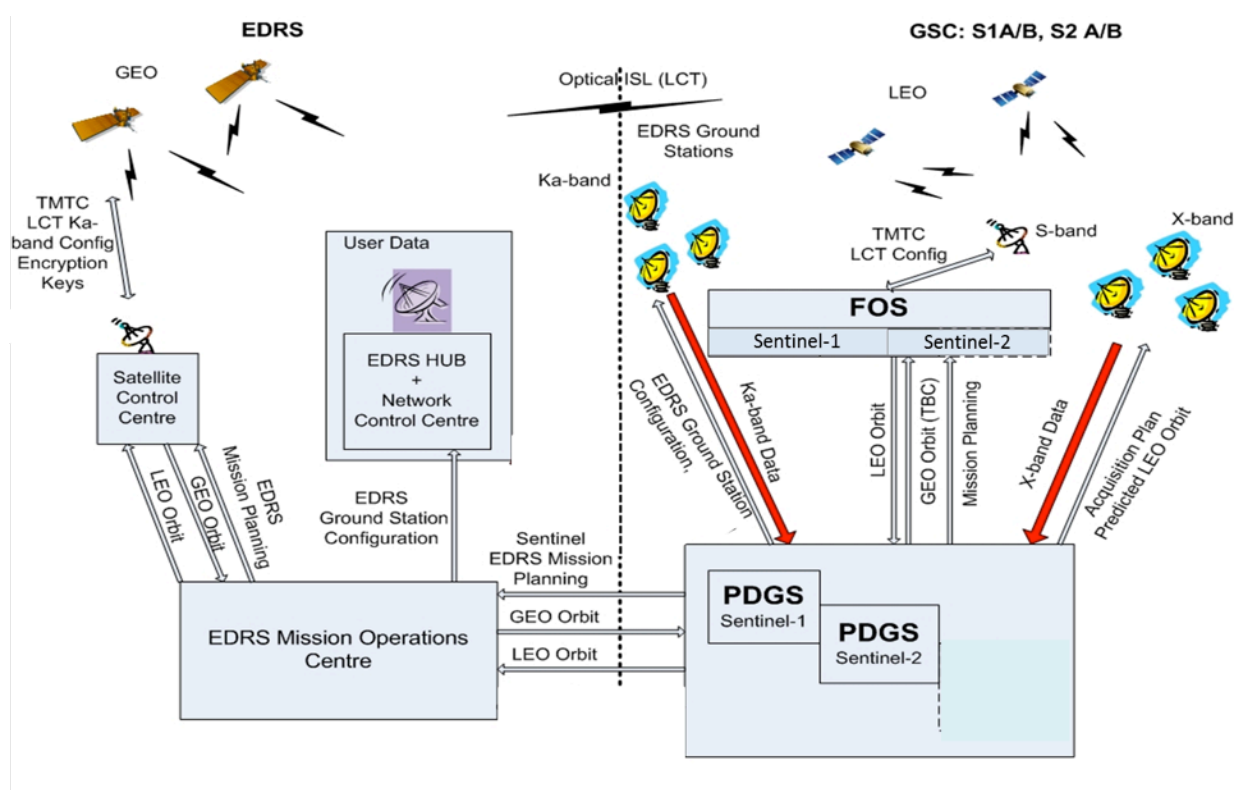 EDRS
GSC: S1A/B, S2 A/B
GEO
Optical ISL (LCT)
LEO
EDRS Ground
Stations
Ka-band
TMTC
LCT Ka-
band Config
Encryption
Keys
User Data
TMTC
LCT Config
S-band
X-band
FOS
Sentinel-1
Sentinel-2
EDRS HUB
+
Network
Control Centre
Satellite
Control
Centre
LEO Orbit
GEO Orbit
EDRS
Mission Planning
EDRS
Ground Station
Configuration
EDRS Ground Station
Configuration,
Ka-band Data
LEO Orbit
GEO Orbit (TBC)
Mission Planning
X-band Data
Acquisition Plan
Predicted LEO Orbit
Sentinel
EDRS Mission
Planning
GEO Orbit
LEO Orbit
EDRS Mission Operations
Centre
PDGS
Sentinel-1
PDGS
Sentinel-2